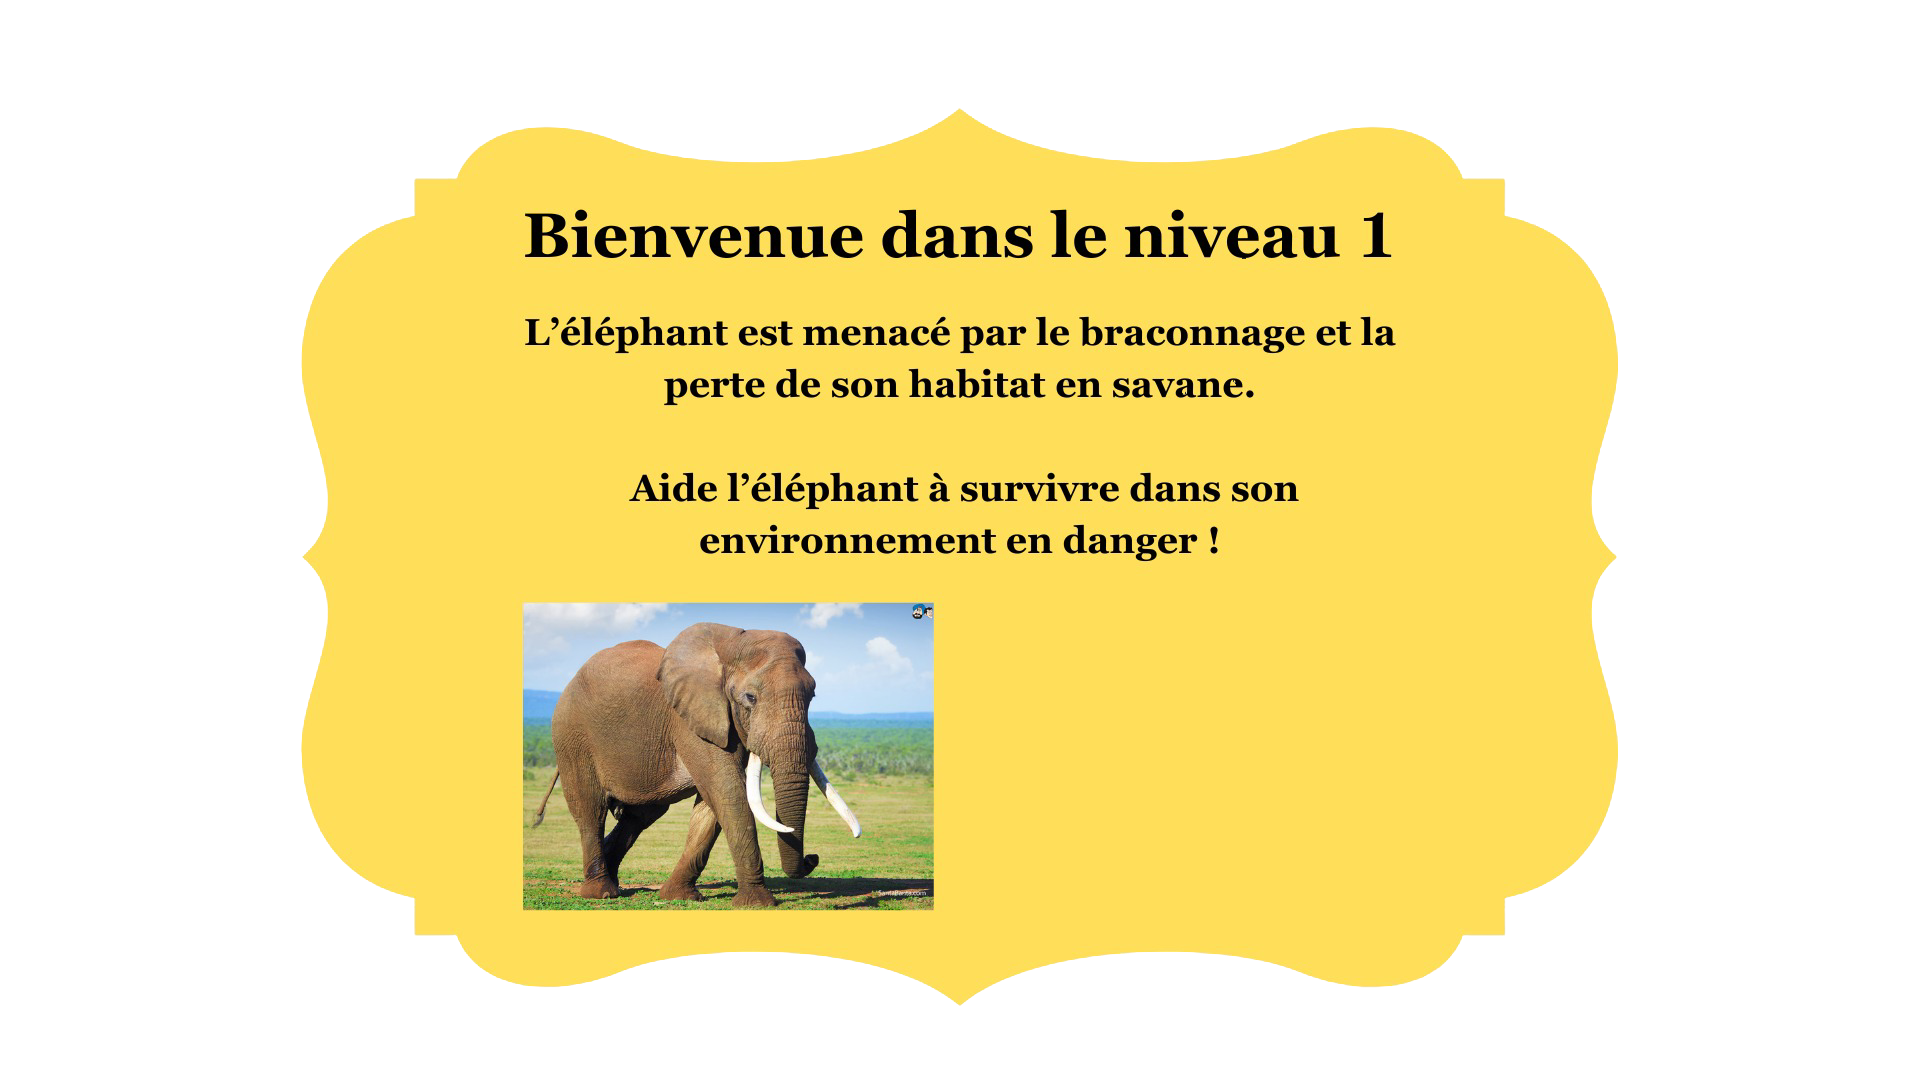 Bienvenue dans le niveau 1
L’éléphant est menacé par le braconnage et la
perte de son habitat en savane.
Aide l’éléphant à survivre dans son
environnement en danger !